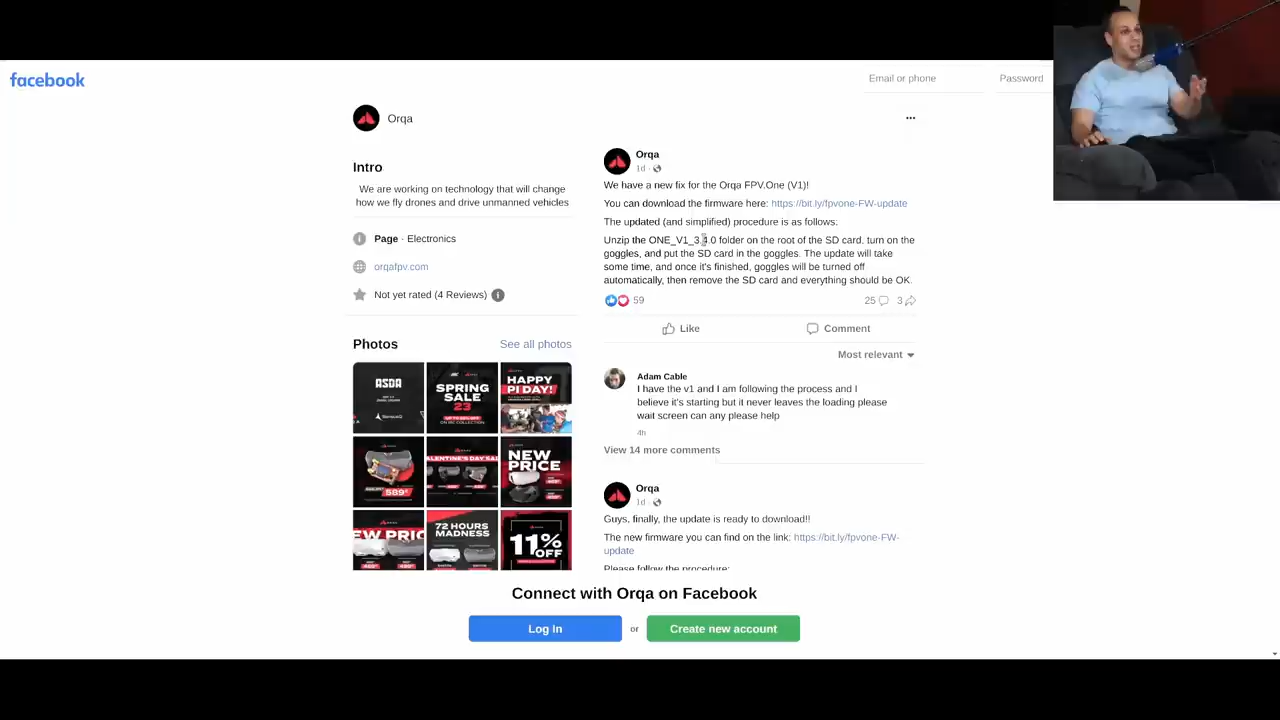 facebook
Email or phone
Password
Orqa
...
Intro
We are working on technology that will change
how we fly drones and drive unmanned vehicles
Page · Electronics
orqafpv.com
Not yet rated (4 Reviews)
Photos
See all photos
ASDA
SPRING
SALE
23
HAPPY
PI DAY!
589
ALENTINE'S DAY SAL
NEW
PRICE
EW PRIC
72 HOURS
MADNESS
11%
OFF
Orqa
1d ·
We have a new fix for the Orqa FPV.One (V1)!
You can download the firmware here: https://bit.ly/fpvone-FW-update
The updated (and simplified) procedure is as follows:
Unzip the ONE_V1_3.4.0 folder on the root of the SD card, turn on the
goggles, and put the SD card in the goggles. The update will take
some time, and once it's finished, goggles will be turned off
automatically, then remove the SD card and everything should be OK.
59
25
3
Like
Comment
Most relevant
Adam Cable
I have the v1 and I am following the process and I
believe it's starting but it never leaves the loading please
wait screen can any please help
4h
View 14 more comments
Orqa
1d ·
Guys, finally, the update is ready to download!!
The new firmware you can find on the link: https://bit.ly/fpvone-FW-
update
Please follow the procedure:
Connect with Orqa on Facebook
Log In
or
Create new account